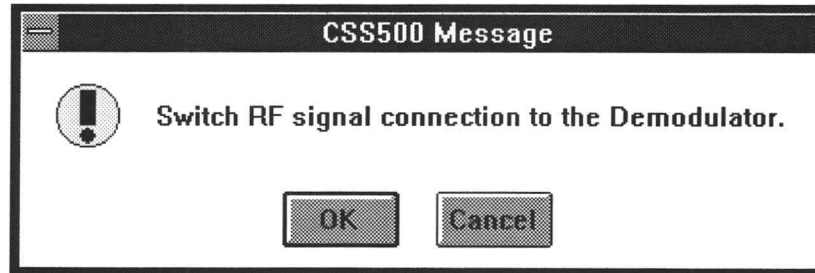 CSS500 Message
Switch RF signal connection to the Demodulator.
OK
Cancel